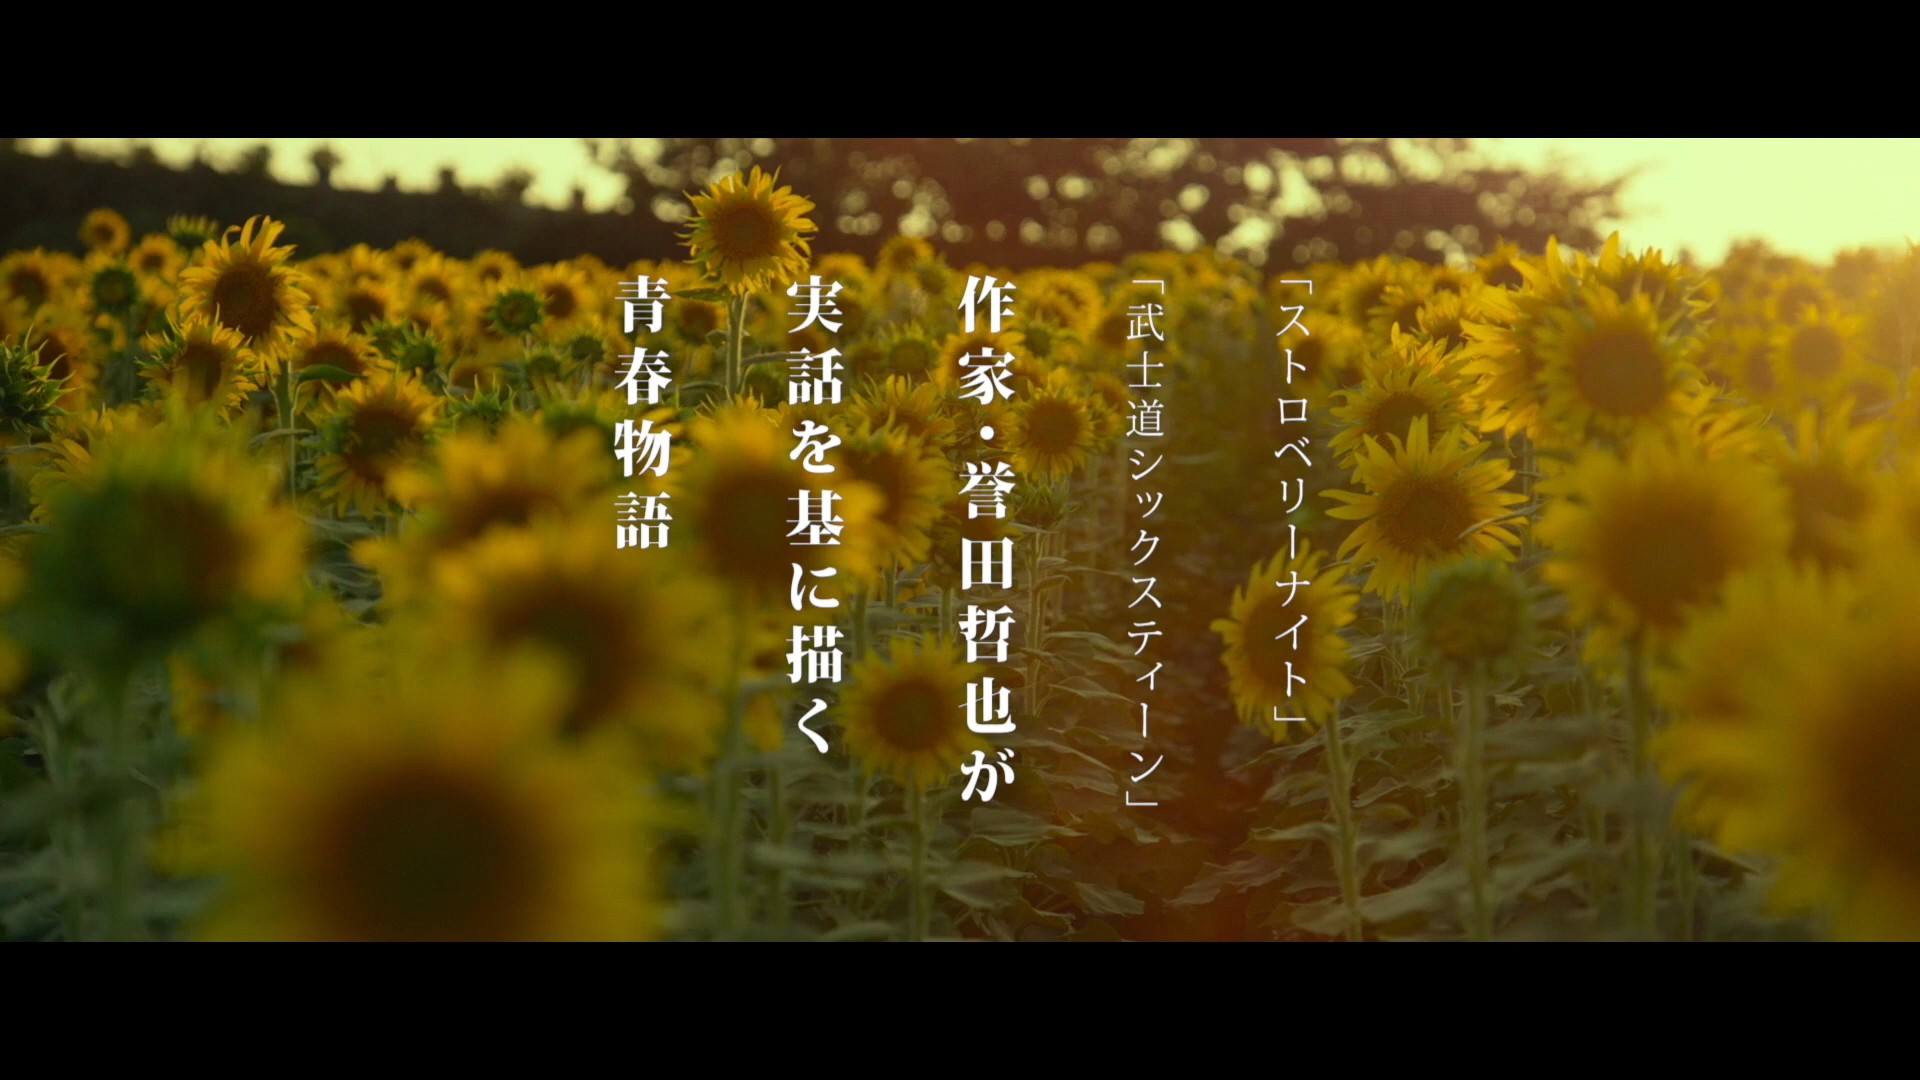 「ストロベリーナイト」
「武士道シックスティーン」
作家・誉田哲也が
実話を基に描く
青春物語